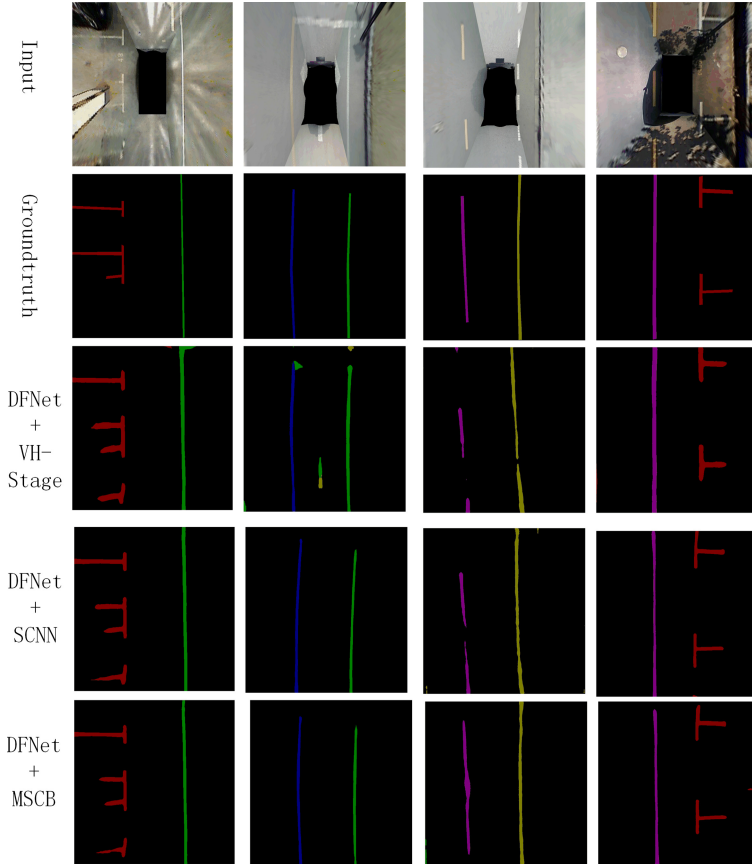 Input
Groundtruth
DFNet
+
VH-
Stage
DFNet
+
SCNN
DFNet
+
MSCB